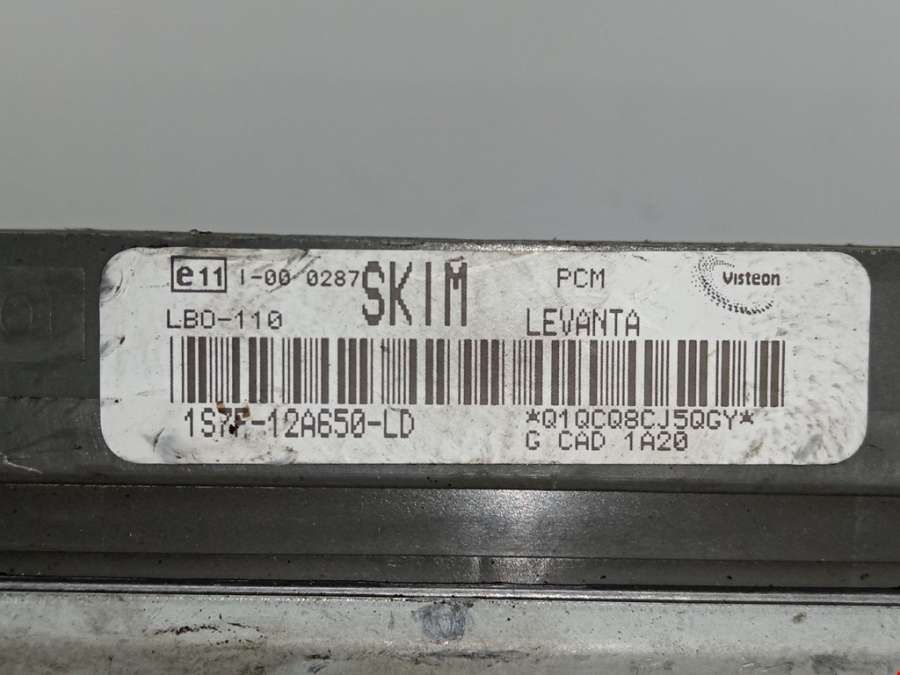 e11 I-00 0287 SKIM PCM Visteon
LBO-110 LEVANTA
1S7F-12A650-LD *Q1QCQ8CJ5QGY*
G CAD 1A20